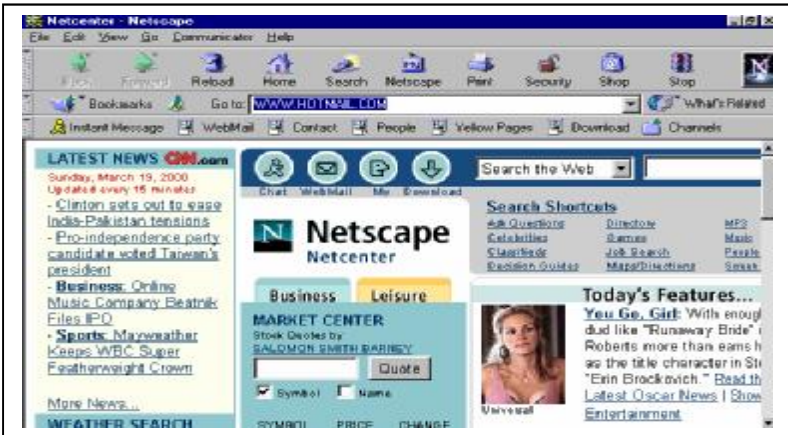 Netcenter - Netscape
File Edit View Go Communicator Help
Reload Home Search Netscape Print Security Shop Stop
Bookmarks Go to: WWW.HOTMAIL.COM What's Related
Instant Message WebMail Contact People Yellow Pages Download Channels
LATEST NEWS CNN.com
Sunday, March 19, 2000
Updated every 15 minutes
- Clinton sets out to ease
India-Pakistan tensions
- Pro-independence party
candidate voted Taiwan's
president
- Business: Online
Music Company Beatnik
Files IPO
- Sports: Mayweather
Keeps WBC Super
Featherweight Crown
More News...
WEATHER SEARCH
Chat WebMail My Download
Search the Web
N Netscape
Netcenter
Search Shortcuts
Ask Questions Directory MP3
Celebrities Games Music
Classifieds Job Search People
Decision Guides Maps/Directions
Business Leisure
MARKET CENTER
Stock Quotes by
SALOMON SMITH BARNEY
Quote
Symbol Name
SYMBOL PRICE CHANGE
Today's Features...
You Go, Girl: With enoug
dud like "Runaway Bride"
Roberts more than earns h
as the title character in St
"Erin Brockovich." Read th
Latest Oscar News | Show
Entertainment
Universal